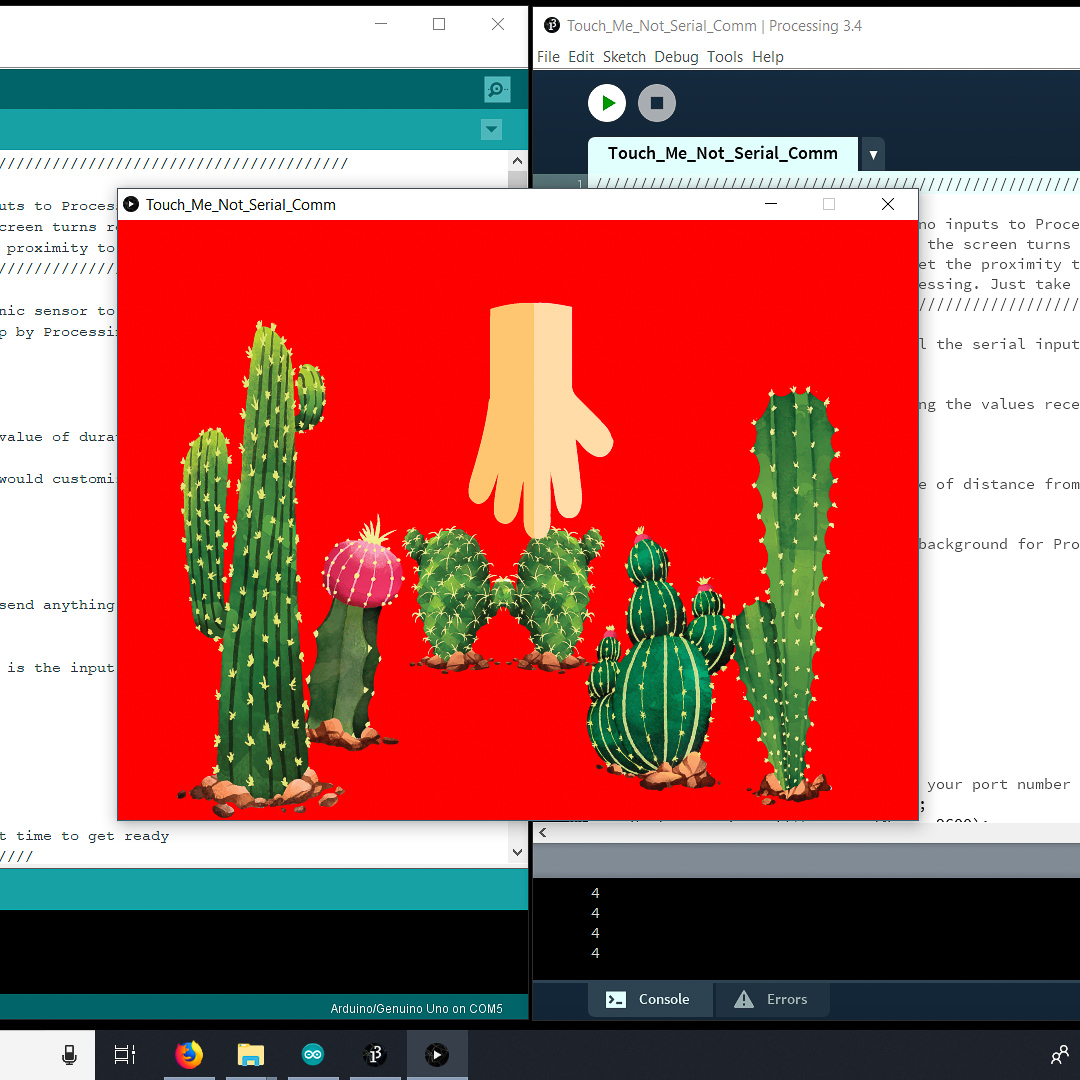 Touch_Me_Not_Serial_Comm | Processing 3.4
File Edit Sketch Debug Tools Help
Touch_Me_Not_Serial_Comm
///////////////////////////////////////
uts to Proces
creen turns r
proximity to
/////////////
nic sensor to
p by Processi
value of dura
would customi
send anything
is the input
t time to get ready
////
Arduino/Genuino Uno on COM5
Touch_Me_Not_Serial_Comm
1
no inputs to Proce
the screen turns
et the proximity t
essing. Just take
//////////////////
l the serial input
ng the values rece
e of distance from
background for Pro
your port number
;
4
4
4
4
Console
Errors